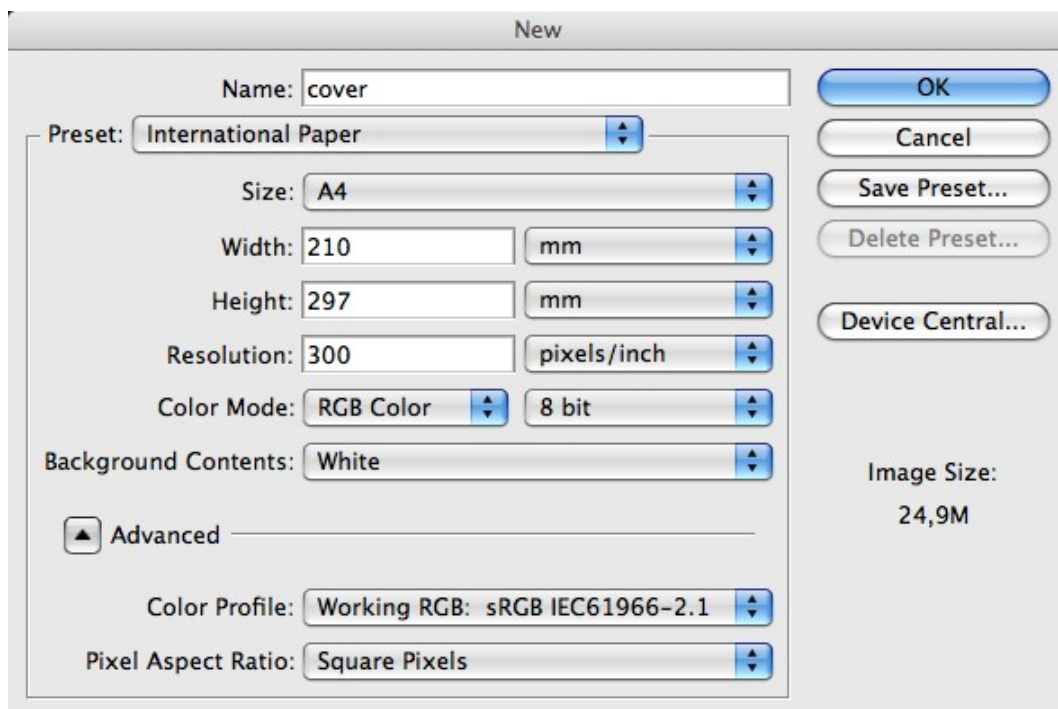 New
Name: cover
OK
Preset: International Paper
Cancel
Size: A4
Save Preset...
Width: 210 mm
Delete Preset...
Height: 297 mm
Device Central...
Resolution: 300 pixels/inch
Color Mode: RGB Color 8 bit
Background Contents: White
Image Size:
24,9M
Advanced
Color Profile: Working RGB: sRGB IEC61966-2.1
Pixel Aspect Ratio: Square Pixels